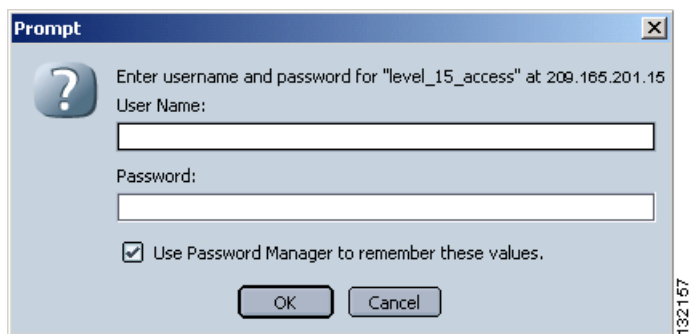 Prompt
Enter username and password for "level_15_access" at 209.165.201.15
User Name:
Password:
Use Password Manager to remember these values.
OK
Cancel
132157